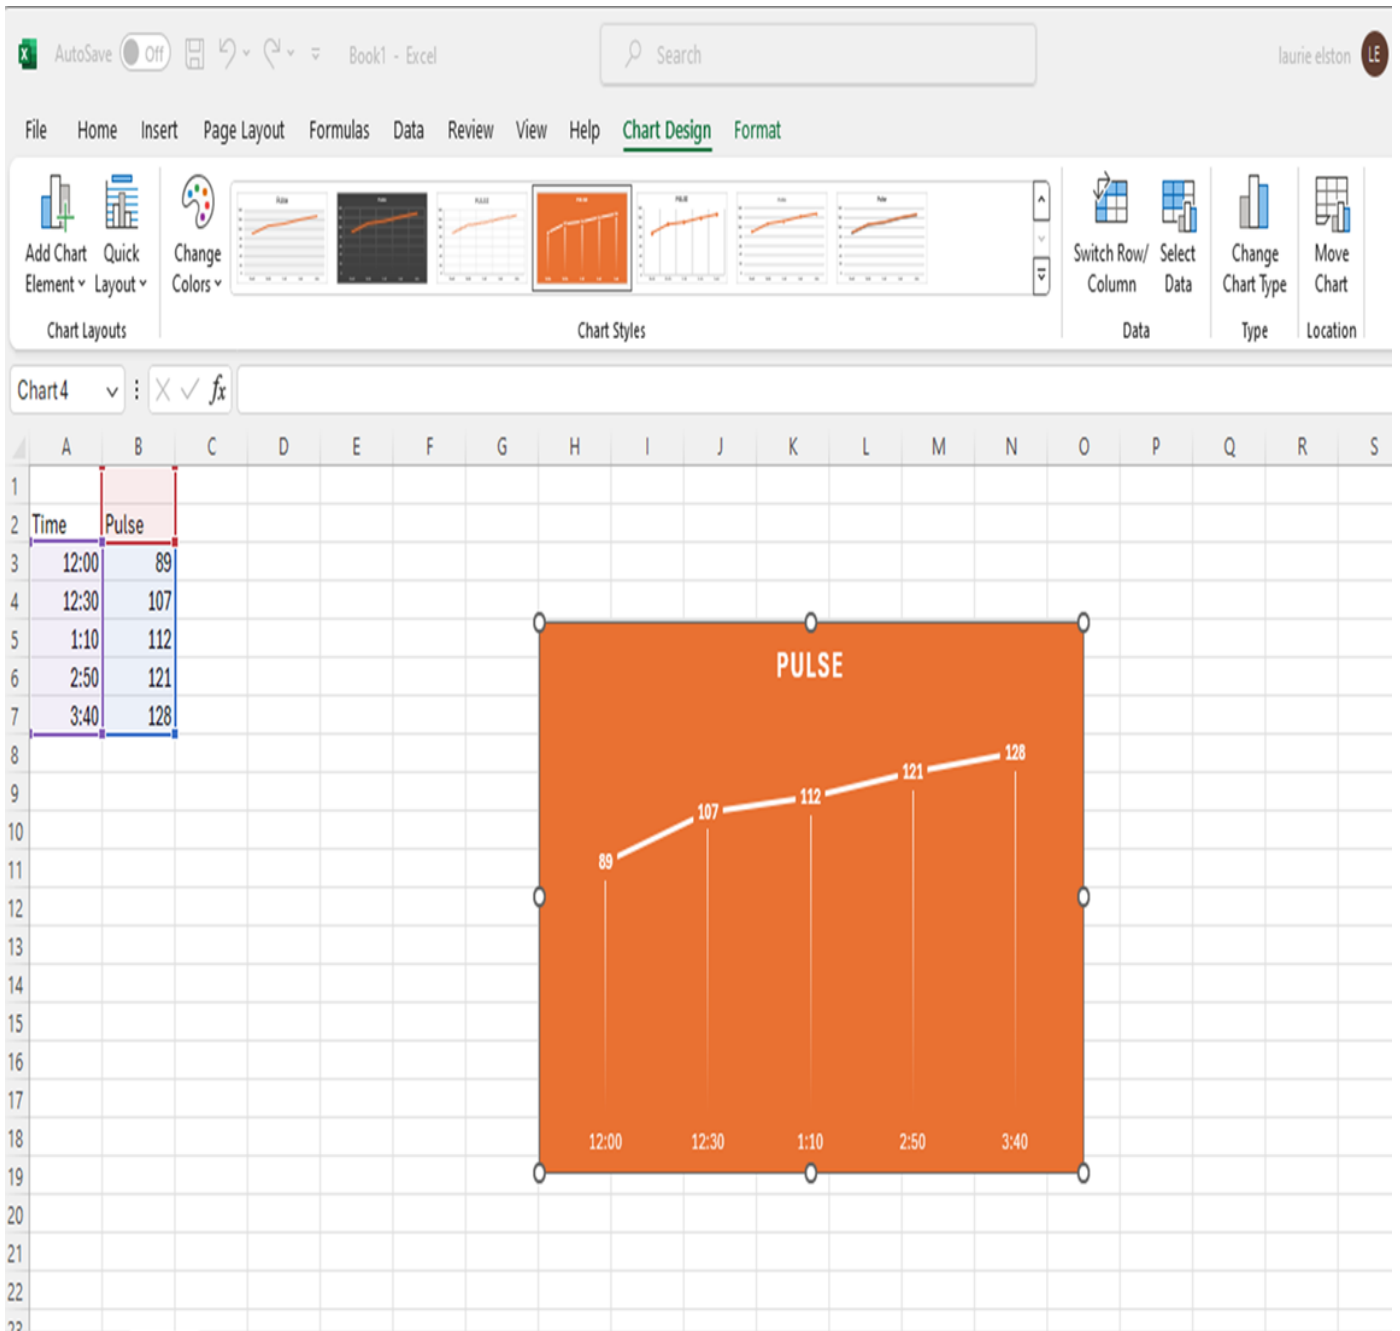 AutoSave Off Book1 - Excel Search laurie elston LE
File Home Insert Page Layout Formulas Data Review View Help Chart Design Format
Add Chart Element Quick Layout Change Colors Switch Row/ Column Select Data Change Chart Type Move Chart
Chart Layouts Chart Styles Data Type Location
Chart4 fx
A B C D E F G H I J K L M N O P Q R S
1
2 Time Pulse
3 12:00 89
4 12:30 107
5 1:10 112
6 2:50 121
7 3:40 128
8
9
10
11
12
13
14
15
16
17
18
19
20
21
22
23
PULSE
89 107 112 121 128
12:00 12:30 1:10 2:50 3:40